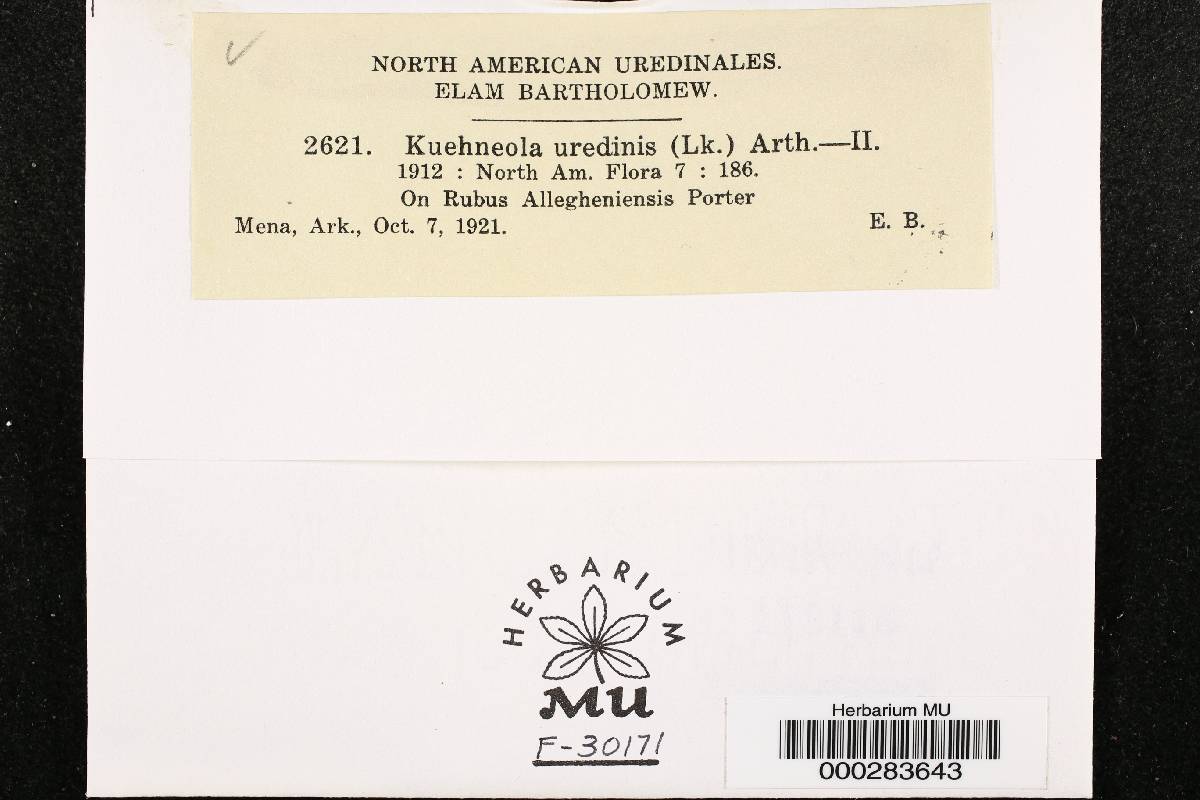 NORTH AMERICAN UREDINALES.
ELAM BARTHOLOMEW.
2621. Kuehneola uredinis (Lk.) Arth.—II.
1912 : North Am. Flora 7 : 186.
On Rubus Allegheniensis Porter
Mena, Ark., Oct. 7, 1921. E. B.
HERBARIUM
MU
F-30171
Herbarium MU
000283643